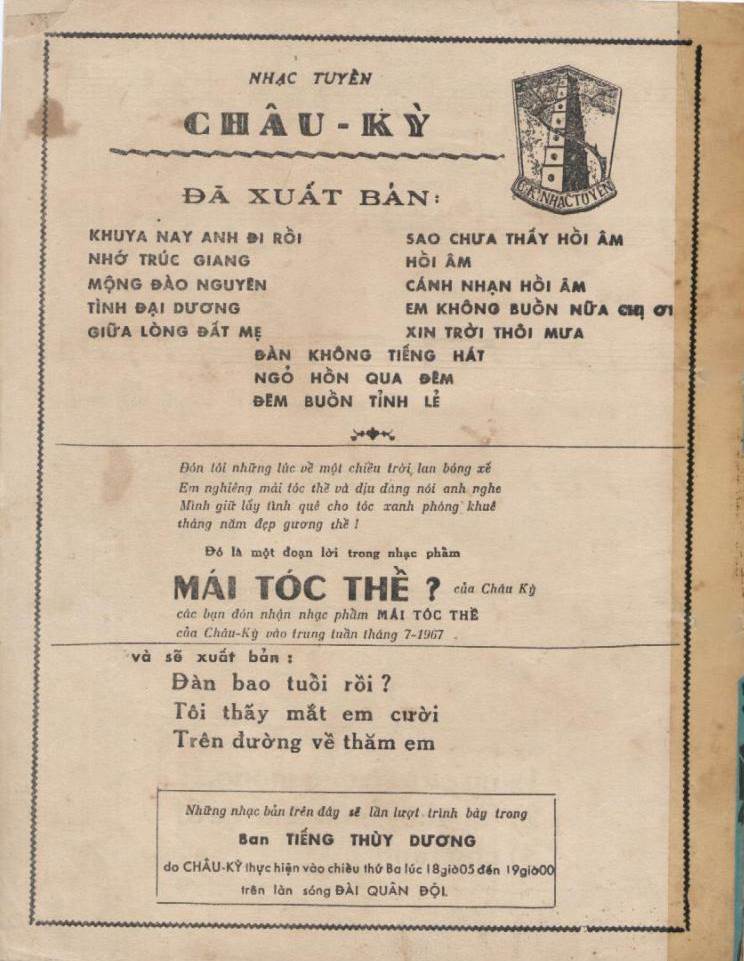 NHẠC TUYỀN
CHÂU - KỲ
C.K. NHẠC TUYỀN
ĐÃ XUẤT BẢN:
KHUYA NAY ANH ĐI RỒI
NHỚ TRÚC GIANG
MỘNG ĐÀO NGUYÊN
TÌNH ĐẠI DƯƠNG
GIỮA LÒNG ĐẤT MẸ
SAO CHƯA THẤY HỒI ÂM
HỒI ÂM
CÁNH NHẠN HỒI ÂM
EM KHÔNG BUỒN NỮA CHỊ ƠI
XIN TRỜI THÔI MƯA
ĐÀN KHÔNG TIẾNG HÁT
NGỎ HỒN QUA ĐÊM
ĐÊM BUỒN TỈNH LẺ
Đón tôi những lúc về một chiều trời lan bóng xế
Em nghiêng mái tóc thề và dịu dàng nói anh nghe
Mình giữ lấy tình quê cho tóc xanh phòng khuê
tháng năm đẹp gương thề !
Đó là một đoạn lời trong nhạc phẩm
MÁI TÓC THỀ ? của Châu Kỳ
các bạn đón nhận nhạc phẩm MÁI TÓC THỀ
của Châu-Kỳ vào trung tuần tháng 7-1967 .
và sẽ xuất bản :
Đàn bao tuổi rồi ?
Tôi thấy mắt em cười
Trên đường về thăm em
Những nhạc bản trên đây sẽ lần lượt trình bày trong
Ban TIẾNG THÙY DƯƠNG
do CHÂU-KỲ thực hiện vào chiều thứ Ba lúc 18giờ05 đến 19giờ00
trên làn sóng ĐÀI QUÂN ĐỘI.